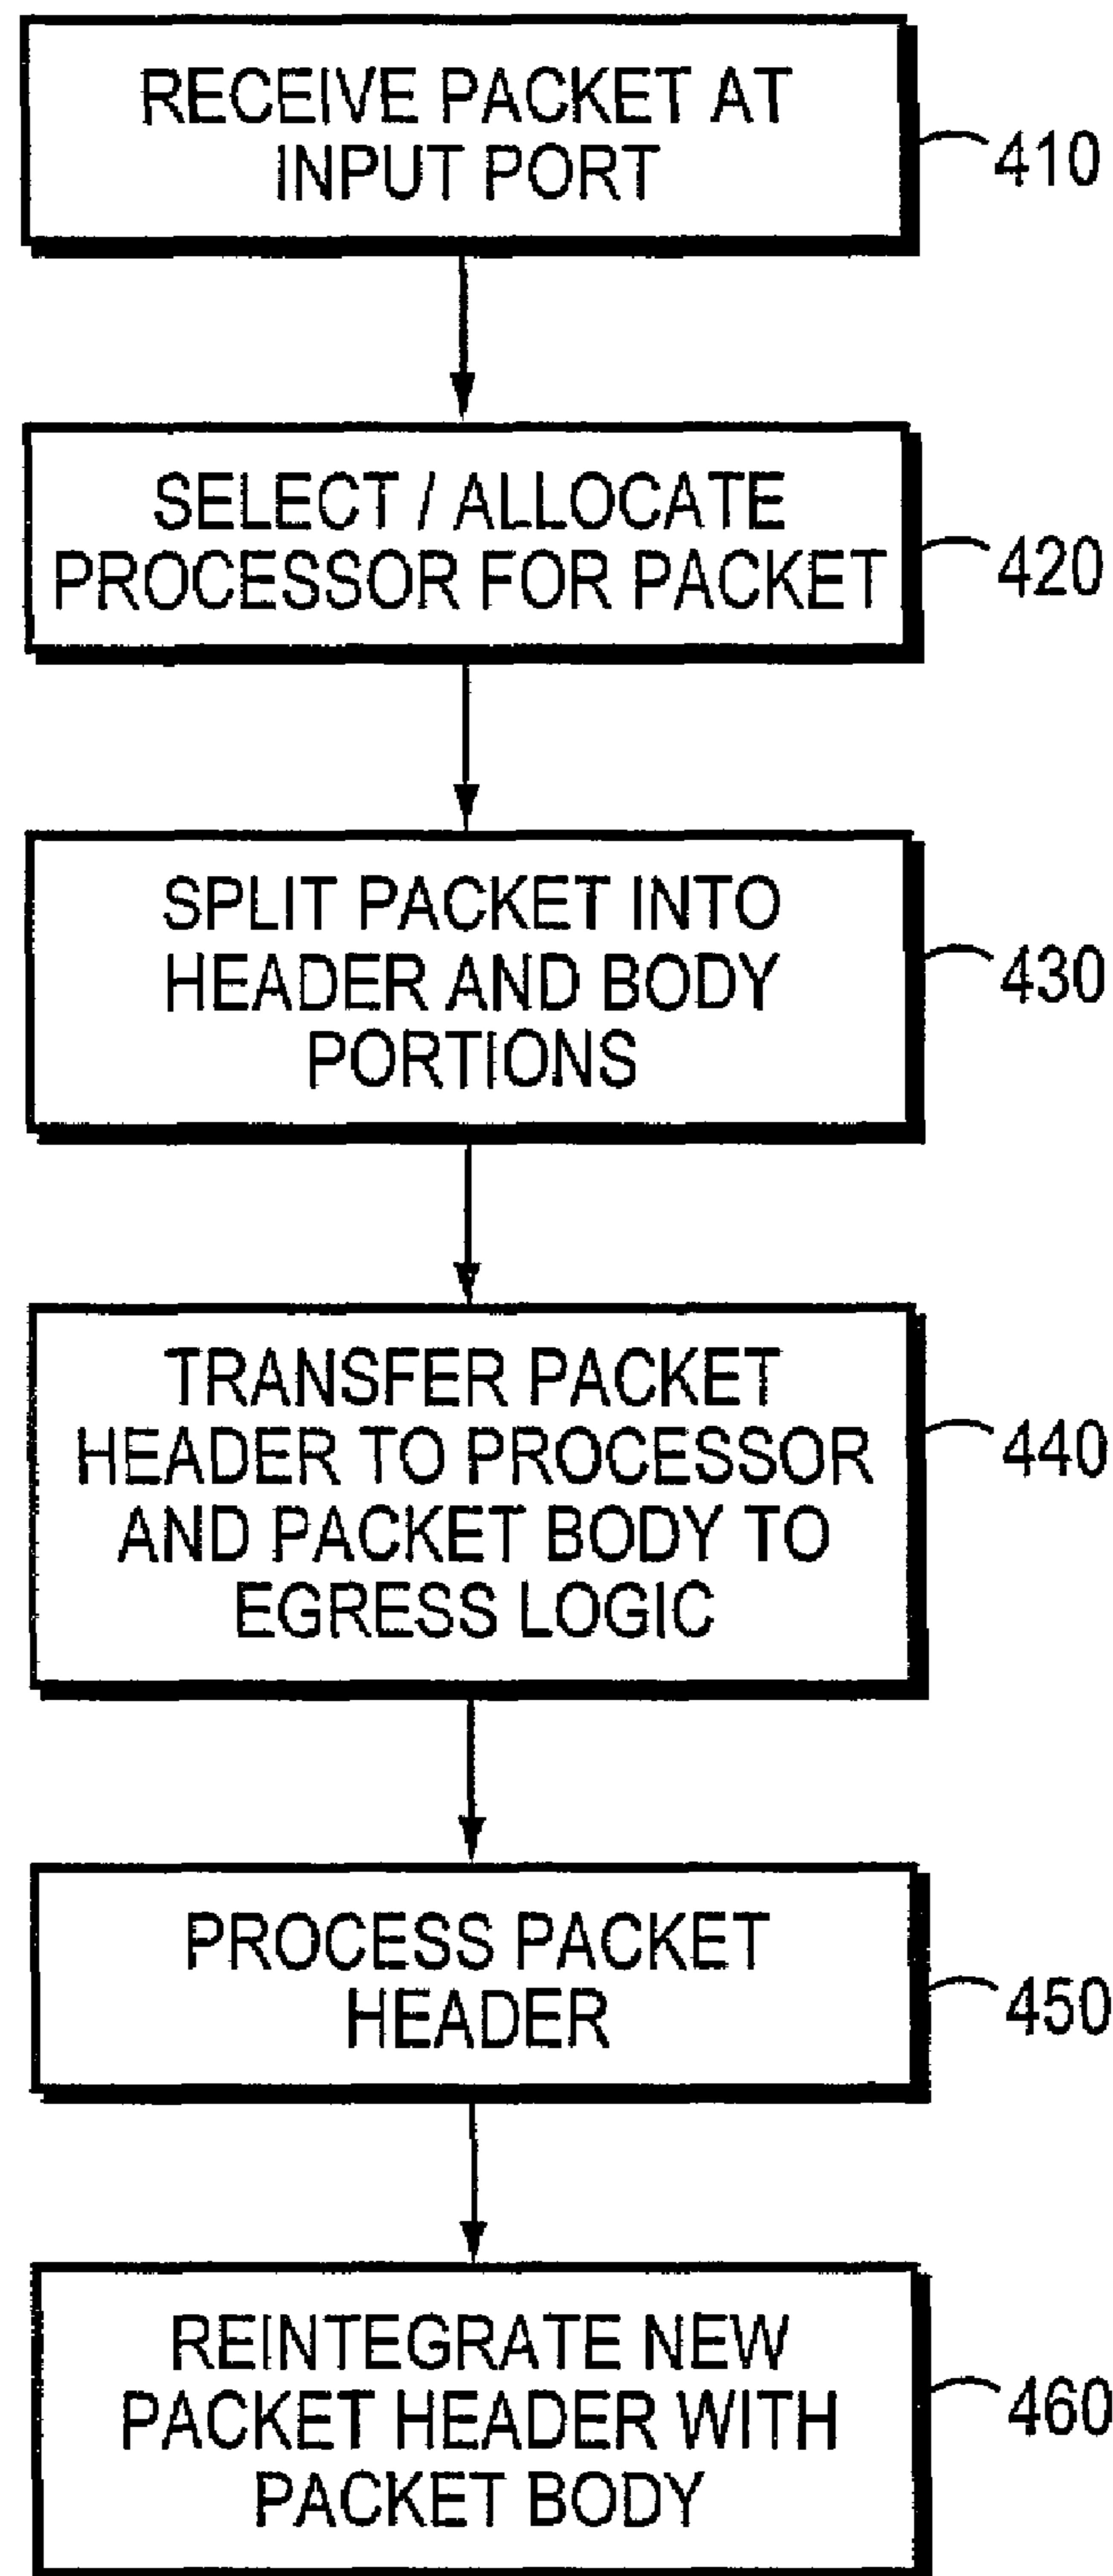 RECEIVE PACKET AT
INPUT PORT
410
SELECT / ALLOCATE
PROCESSOR FOR PACKET
420
SPLIT PACKET INTO
HEADER AND BODY
PORTIONS
430
TRANSFER PACKET
HEADER TO PROCESSOR
AND PACKET BODY TO
EGRESS LOGIC
440
PROCESS PACKET
HEADER
450
REINTEGRATE NEW
PACKET HEADER WITH
PACKET BODY
460